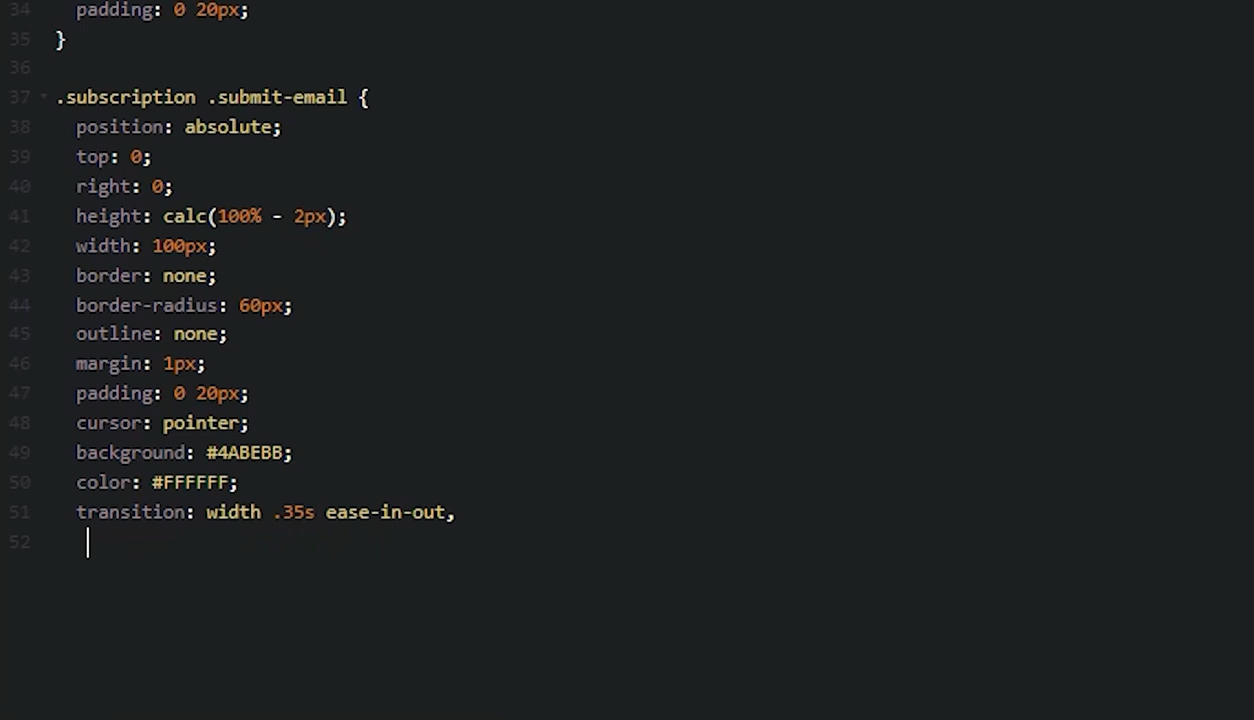 34 padding: 0 20px;
35 }
36
37 .subscription .submit-email {
38 position: absolute;
39 top: 0;
40 right: 0;
41 height: calc(100% - 2px);
42 width: 100px;
43 border: none;
44 border-radius: 60px;
45 outline: none;
46 margin: 1px;
47 padding: 0 20px;
48 cursor: pointer;
49 background: #4ABEBB;
50 color: #FFFFFF;
51 transition: width .35s ease-in-out,
52